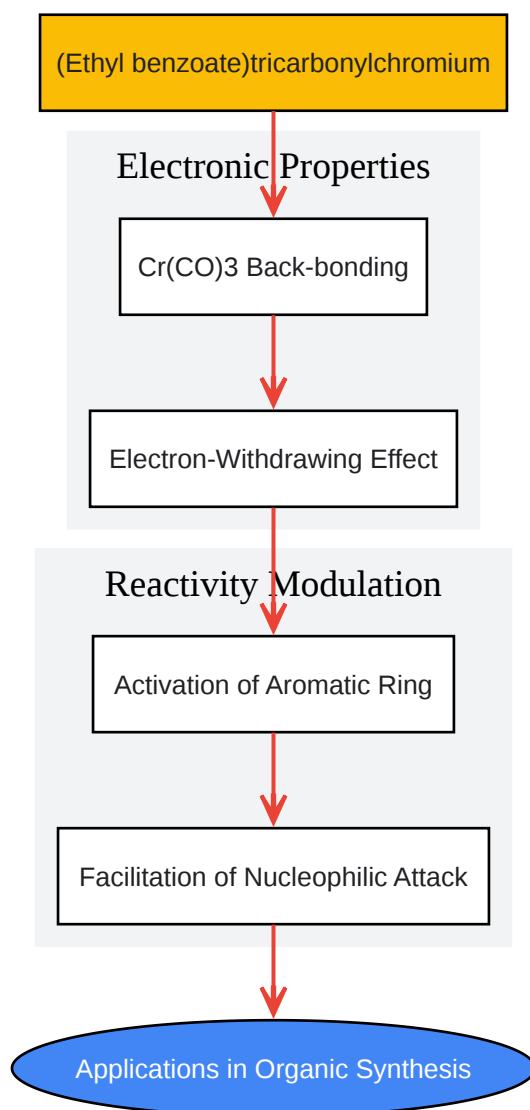 (Ethyl benzoate)tricarbonylchromium
Electronic Properties
Cr(CO)3 Back-bonding
Electron-Withdrawing Effect
Reactivity Modulation
Activation of Aromatic Ring
Facilitation of Nucleophilic Attack
Applications in Organic Synthesis